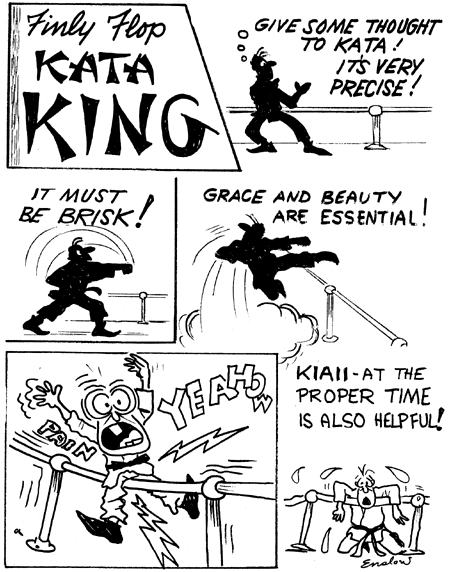 Finly Flop
KATA
KING
GIVE SOME THOUGHT
TO KATA!
IT'S VERY
PRECISE!
IT MUST
BE BRISK!
GRACE AND BEAUTY
ARE ESSENTIAL!
YEAHOW
PAIN
KIAII-AT THE
PROPER TIME
IS ALSO HELPFUL!
a
Enslow